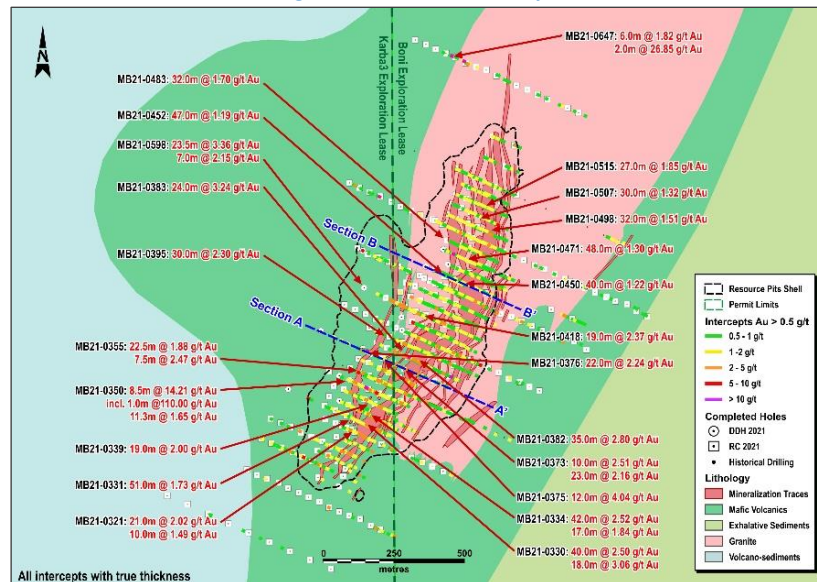 N
Karba3 Exploration Lease
Boni Exploration Lease
MB21-0647: 6.0m @ 1.82 g/t Au
2.0m @ 26.85 g/t Au
MB21-0483: 32.0m @ 1.70 g/t Au
MB21-0452: 47.0m @ 1.19 g/t Au
MB21-0598: 23.5m @ 3.36 g/t Au
7.0m @ 2.15 g/t Au
MB21-0383: 24.0m @ 3.24 g/t Au
MB21-0395: 30.0m @ 2.30 g/t Au
MB21-0355: 22.5m @ 1.88 g/t Au
7.5m @ 2.47 g/t Au
MB21-0350: 8.5m @ 14.21 g/t Au
incl. 1.0m @110.00 g/t Au
11.3m @ 1.65 g/t Au
MB21-0339: 19.0m @ 2.00 g/t Au
MB21-0331: 51.0m @ 1.73 g/t Au
MB21-0321: 21.0m @ 2.02 g/t Au
10.0m @ 1.49 g/t Au
Section B
B'
Section A
A'
MB21-0515: 27.0m @ 1.85 g/t Au
MB21-0507: 30.0m @ 1.32 g/t Au
MB21-0498: 32.0m @ 1.51 g/t Au
MB21-0471: 48.0m @ 1.30 g/t Au
MB21-0450: 40.0m @ 1.22 g/t Au
MB21-0418: 19.0m @ 2.37 g/t Au
MB21-0376: 22.0m @ 2.24 g/t Au
MB21-0382: 35.0m @ 2.80 g/t Au
MB21-0373: 10.0m @ 2.51 g/t Au
23.0m @ 2.16 g/t Au
MB21-0375: 12.0m @ 4.04 g/t Au
MB21-0334: 42.0m @ 2.52 g/t Au
17.0m @ 1.84 g/t Au
MB21-0330: 40.0m @ 2.50 g/t Au
18.0m @ 3.06 g/t Au
Resource Pits Shell
Permit Limits
Intercepts Au > 0.5 g/t
0.5 - 1 g/t
1 -2 g/t
2 - 5 g/t
5 - 10 g/t
> 10 g/t
Completed Holes
DDH 2021
RC 2021
Historical Drilling
Lithology
Mineralization Traces
Mafic Volcanics
Exhalative Sediments
Granite
Volcano-sediments
0 250 500
metres
All intercepts with true thickness